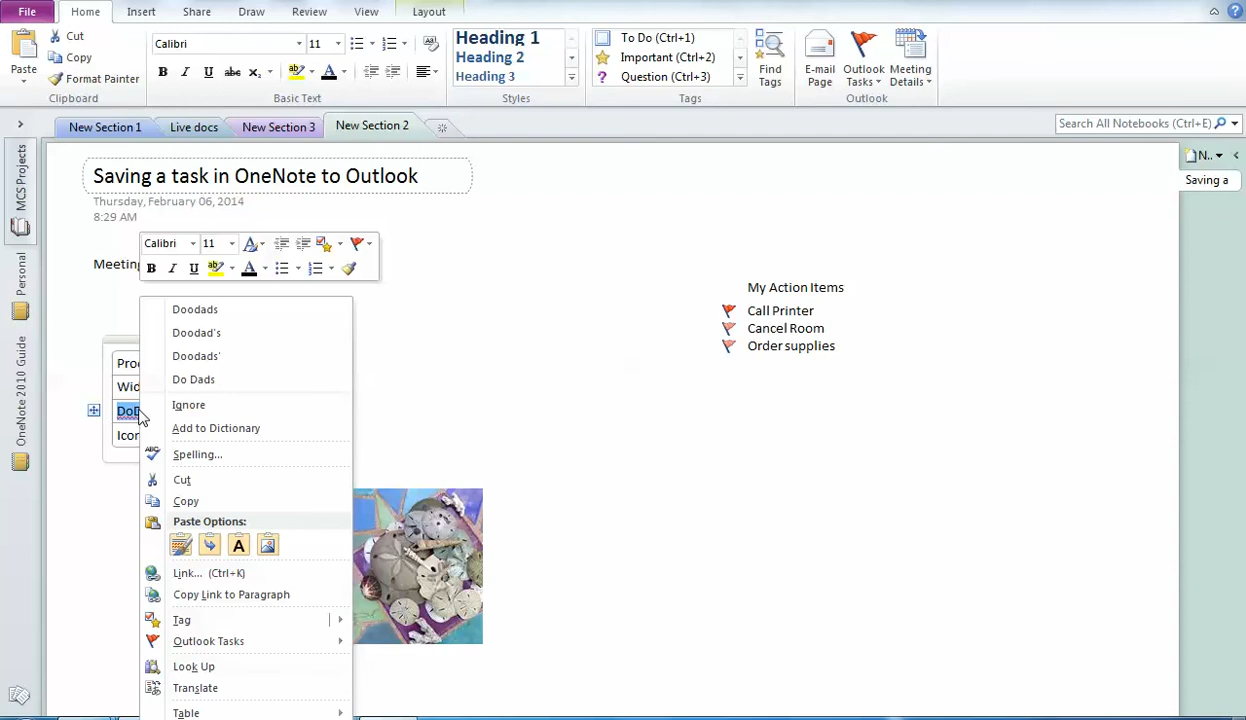 File Home Insert Share Draw Review View Layout
Paste
Cut
Copy
Format Painter
Clipboard
Calibri 11
B I U abc x₂ A
Basic Text
Heading 1
Heading 2
Heading 3
Styles
To Do (Ctrl+1)
Important (Ctrl+2)
? Question (Ctrl+3)
Tags
Find
Tags
E-mail
Page
Outlook
Tasks
Meeting
Details
Outlook
New Section 1 Live docs New Section 3 New Section 2
Search All Notebooks (Ctrl+E)
MCS Projects
Personal
OneNote 2010 Guide
N..
Saving a
Saving a task in OneNote to Outlook
Thursday, February 06, 2014
8:29 AM
Meeting
Calibri 11 A
B I U A
My Action Items
Call Printer
Cancel Room
Order supplies
Doodads
Doodad's
Doodads'
Do Dads
Ignore
Add to Dictionary
Spelling...
Cut
Copy
Paste Options:
A
Link... (Ctrl+K)
Copy Link to Paragraph
Tag
Outlook Tasks
Look Up
Translate
Table